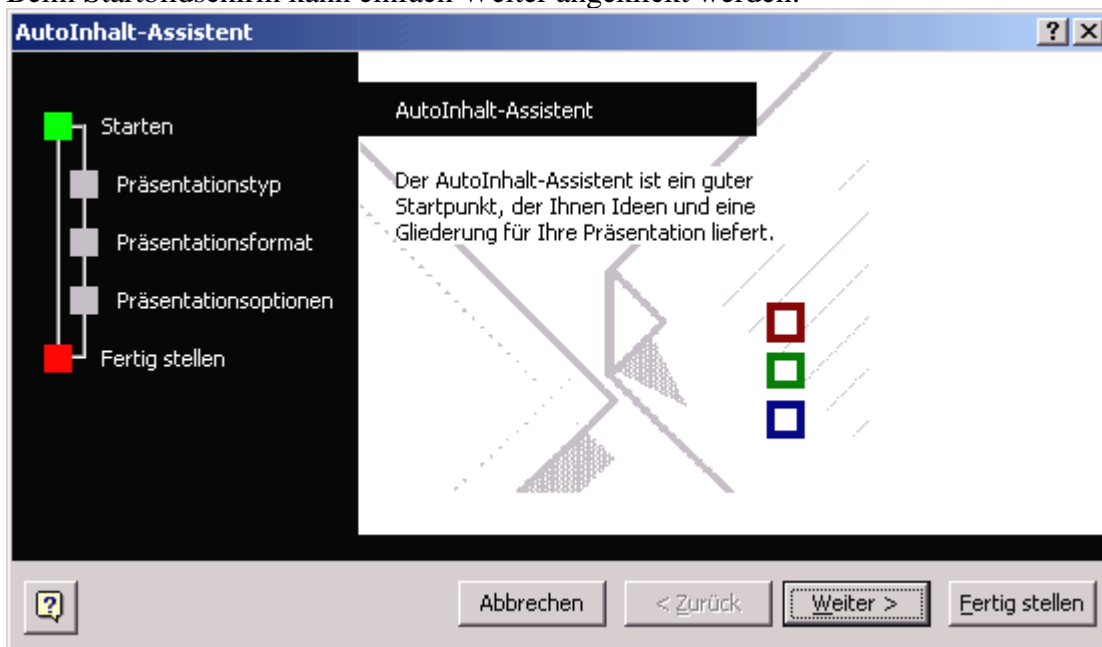 Beim Startbildschirm kann einfach Weiter angeklickt werden.
AutoInhalt-Assistent
Starten
Präsentationstyp
Präsentationsformat
Präsentationsoptionen
Fertig stellen
AutoInhalt-Assistent
Der AutoInhalt-Assistent ist ein guter
Startpunkt, der Ihnen Ideen und eine
Gliederung für Ihre Präsentation liefert.
Abbrechen
< Zurück
Weiter >
Fertig stellen